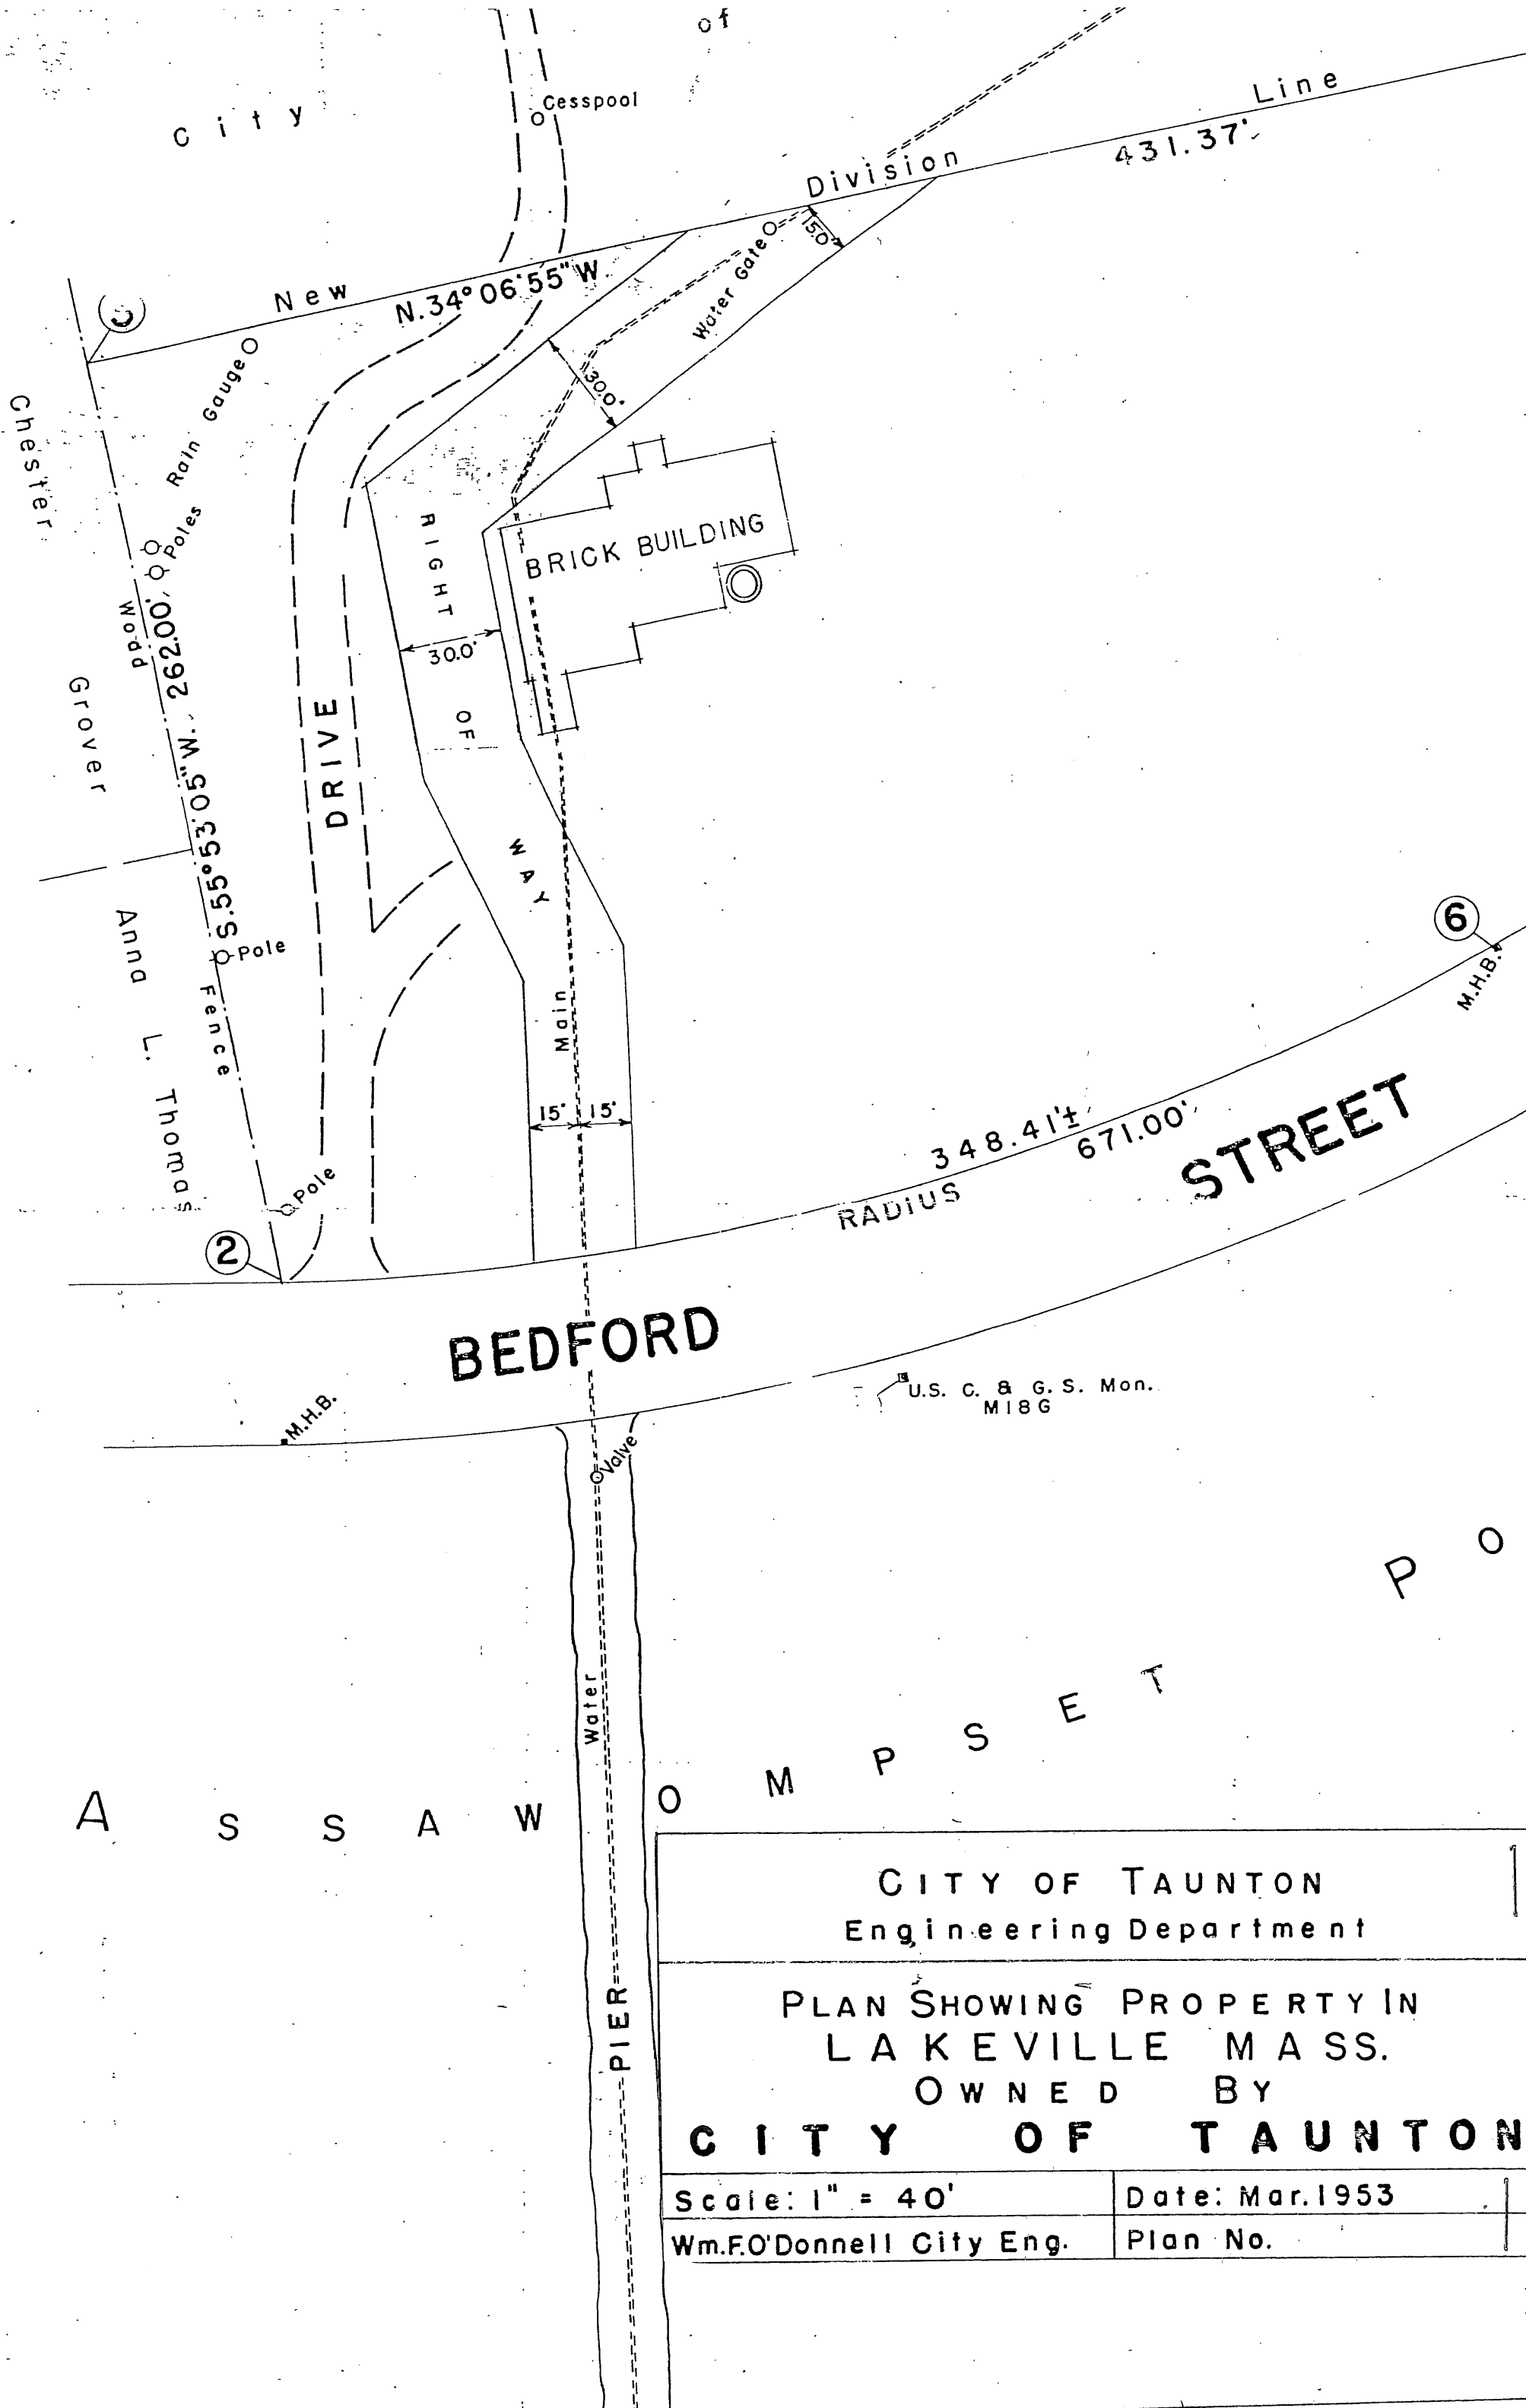 City of
Cesspool
New Division Line
N.34°06'55"W.
431.37'
Rain Gauge
Water Gate
15.0'
30.0'
Chester
Grover
Wood
Poles
S.55°53'05"W. 262.00'
Pole
Fence
Anna L. Thomas
Pole
DRIVE
RIGHT
OF
WAY
30.0'
BRICK BUILDING
Main
15' 15'
2
6
M.H.B.
348.41'±
RADIUS 671.00'
BEDFORD STREET
M.H.B.
U.S. C. & G.S. Mon.
M18G
Valve
Water
PIER
ASSAWOMPSET PO
CITY OF TAUNTON
Engineering Department
PLAN SHOWING PROPERTY IN
LAKEVILLE MASS.
OWNED BY
CITY OF TAUNTON
Scale: 1" = 40'
Date: Mar. 1953
Wm.F.O'Donnell City Eng.
Plan No.